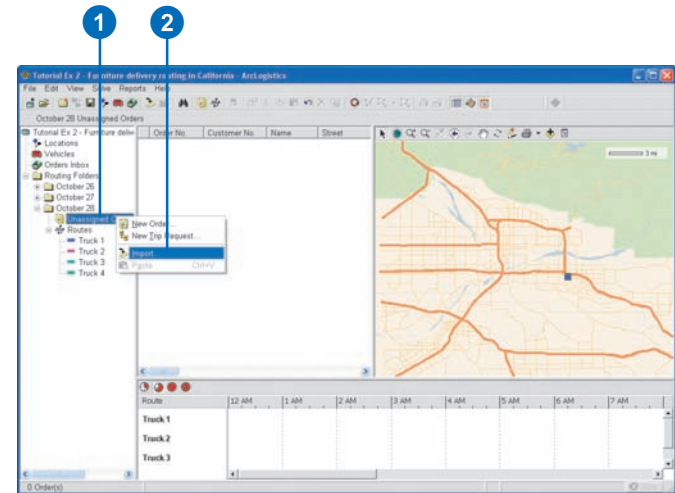 1 2
Tutorial Ex 2 - Furniture delivery routing in California - ArcLogistics
File Edit View Solve Reports Help
October 28 Unassigned Orders
Tutorial Ex 2 - Furniture deliv
Order No. Customer No. Name Street
Locations
Vehicles
Orders Inbox
Routing Folders
October 26
October 27
October 28
Unassigned O
Routes
Truck 1
Truck 2
Truck 3
Truck 4
New Order...
New Trip Request...
Import...
Paste Ctrl+V
3 mi
Route 12 AM 1 AM 2 AM 3 AM 4 AM 5 AM 6 AM 7 AM
Truck 1
Truck 2
Truck 3
0 Order(s)